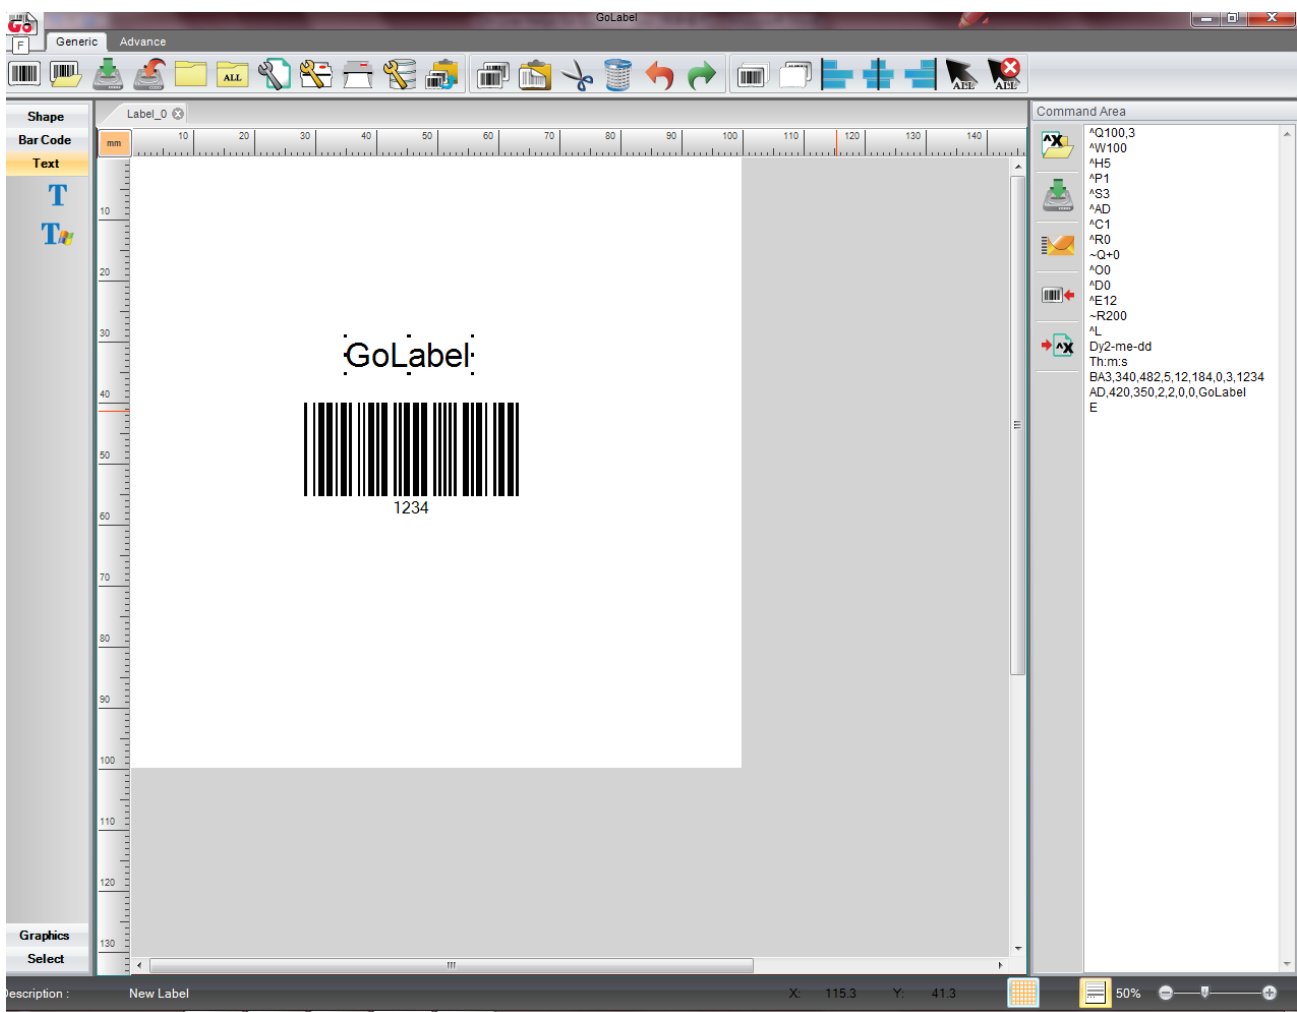 GoLabel
Go
F
Generic Advance
ALL
ABL
ABL
Shape
Bar Code
Text
T
T
Graphics
Select
Label_0
mm
10 20 30 40 50 60 70 80 90 100 110 120 130 140
10
20
30
40
50
60
70
80
90
100
110
120
130
GoLabel
1234
Command Area
^X
^X
^Q100,3
^W100
^H5
^P1
^S3
^AD
^C1
^R0
~Q+0
^O0
^D0
^E12
~R200
^L
Dy2-me-dd
Th:m:s
BA3,340,482,5,12,184,0,3,1234
AD,420,350,2,2,0,0,GoLabel
E
escription : New Label X: 115.3 Y: 41.3 50%